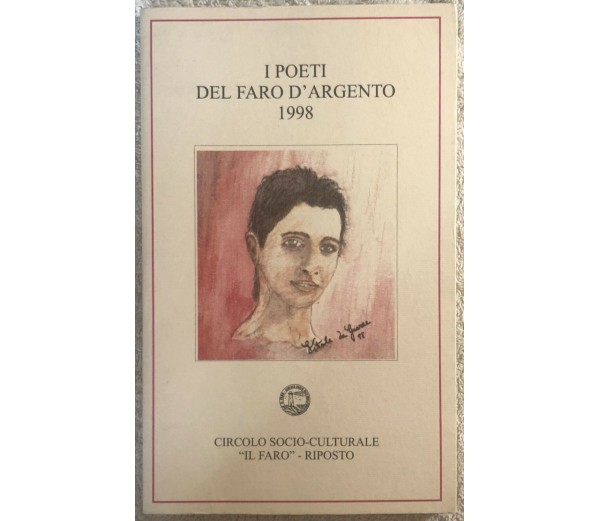 I POETI
DEL FARO D’ARGENTO
1998
CIRCOLO SOCIO-CULTURALE
“IL FARO” - RIPOSTO